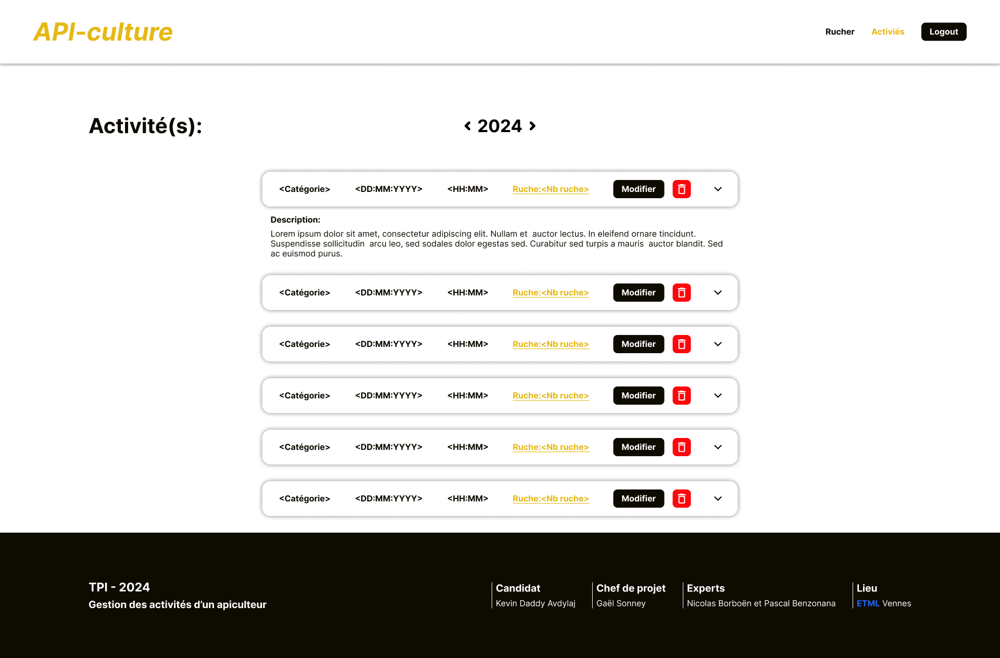 API-culture
Rucher Activiés Logout
Activité(s):
2024
<Catégorie> <DD:MM:YYYY> <HH:MM> Ruche:<Nb ruche> Modifier
Description:
Lorem ipsum dolor sit amet, consectetur adipiscing elit. Nullam et  auctor lectus. In eleifend ornare tincidunt.
Suspendisse sollicitudin  arcu leo, sed sodales dolor egestas sed. Curabitur sed turpis a mauris  auctor blandit. Sed
ac euismod purus.
<Catégorie> <DD:MM:YYYY> <HH:MM> Ruche:<Nb ruche> Modifier
<Catégorie> <DD:MM:YYYY> <HH:MM> Ruche:<Nb ruche> Modifier
<Catégorie> <DD:MM:YYYY> <HH:MM> Ruche:<Nb ruche> Modifier
<Catégorie> <DD:MM:YYYY> <HH:MM> Ruche:<Nb ruche> Modifier
<Catégorie> <DD:MM:YYYY> <HH:MM> Ruche:<Nb ruche> Modifier
TPI - 2024
Gestion des activités d’un apiculteur
Candidat
Kevin Daddy Avdylaj
Chef de projet
Gaël Sonney
Experts
Nicolas Borboën et Pascal Benzonana
Lieu
ETML Vennes